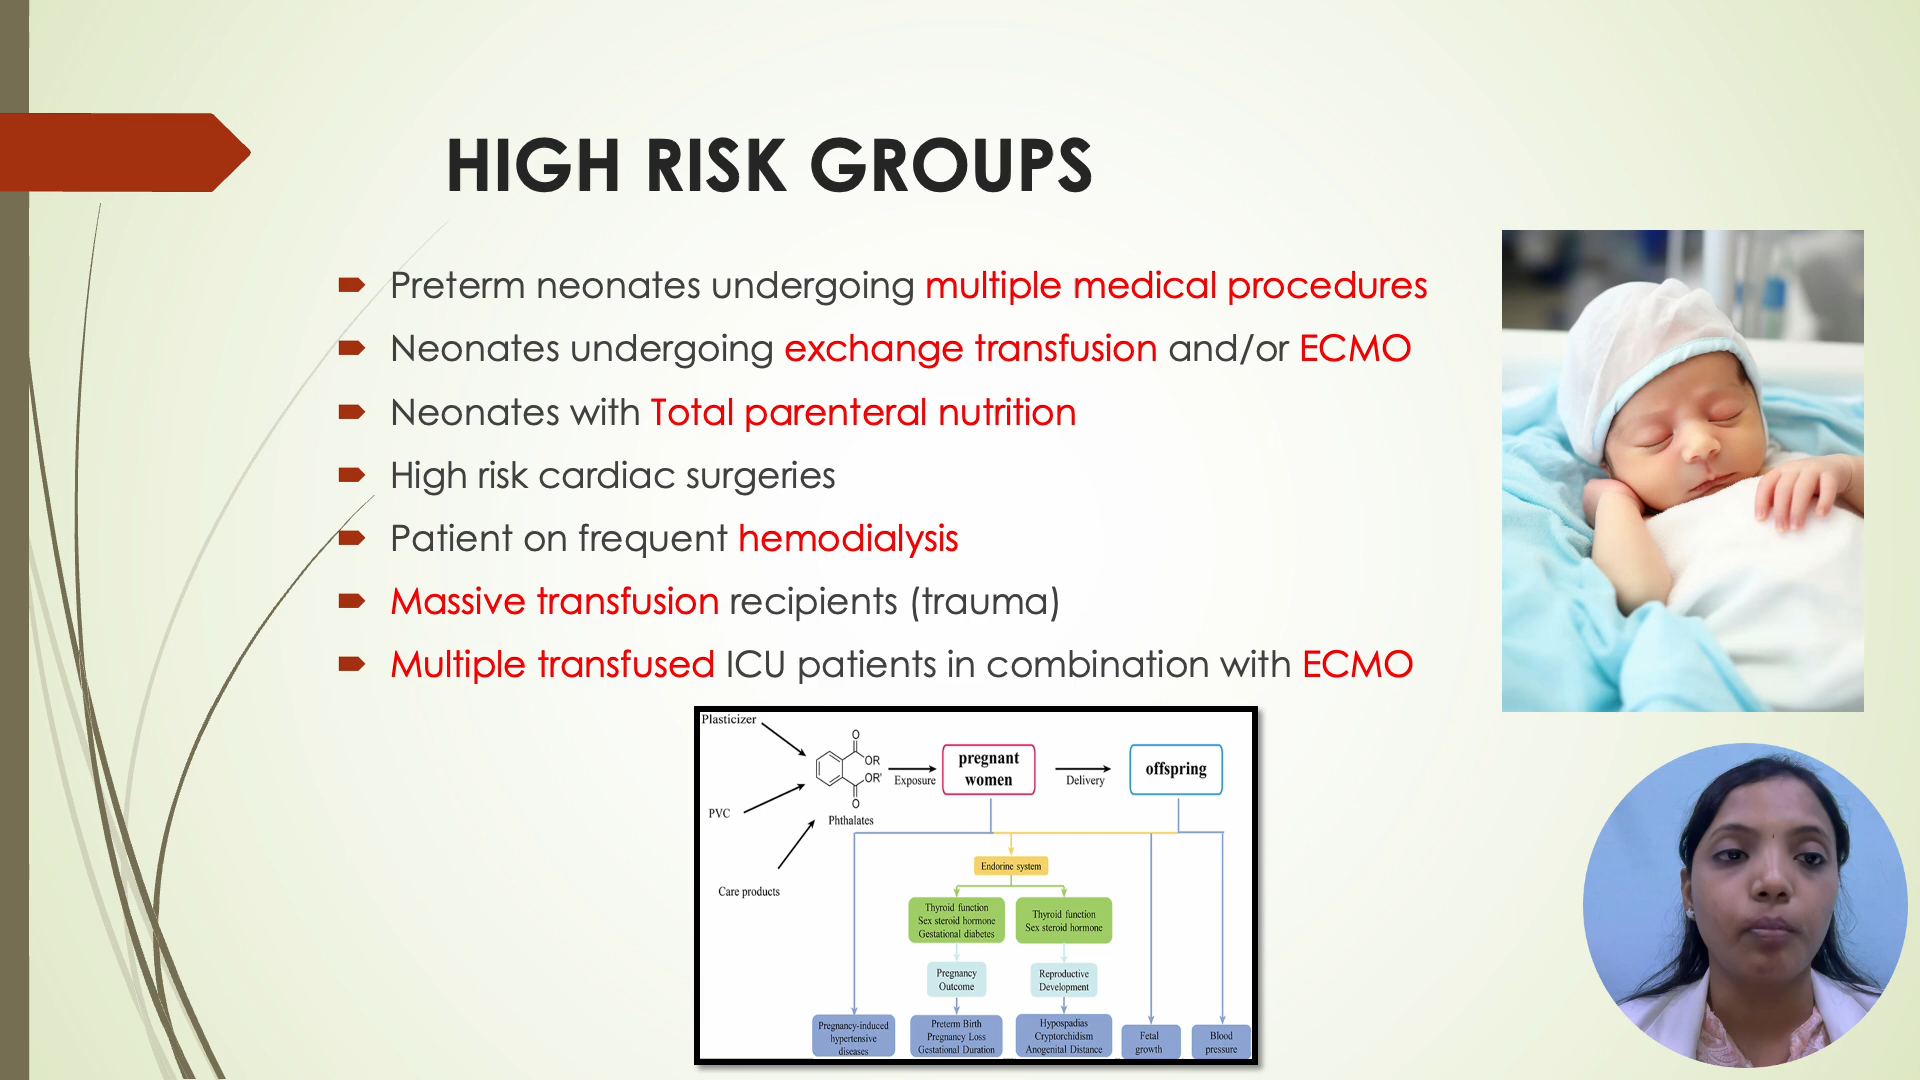 HIGH RISK GROUPS
Preterm neonates undergoing multiple medical procedures
Neonates undergoing exchange transfusion and/or ECMO
Neonates with Total parenteral nutrition
High risk cardiac surgeries
Patient on frequent hemodialysis
Massive transfusion recipients (trauma)
Multiple transfused ICU patients in combination with ECMO
Plasticizer
PVC
Care products
O
OR
OR'
O
Phthalates
Exposure
pregnant
women
Delivery
offspring
Endorine system
Thyroid function
Sex steroid hormone
Gestational diabetes
Thyroid function
Sex steroid hormone
Pregnancy
Outcome
Reproductive
Development
Pregnancy-induced
hypertensive
diseases
Preterm Birth
Pregnancy Loss
Gestational Duration
Hypospadias
Cryptorchidism
Anogenital Distance
Fetal
growth
Blood
pressure